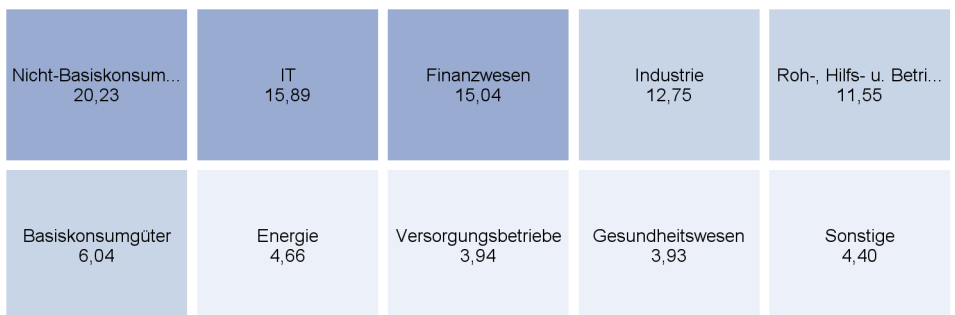 Nicht-Basiskonsum...
20,23
IT
15,89
Finanzwesen
15,04
Industrie
12,75
Roh-, Hilfs- u. Betri...
11,55
Basiskonsumgüter
6,04
Energie
4,66
Versorgungsbetriebe
3,94
Gesundheitswesen
3,93
Sonstige
4,40